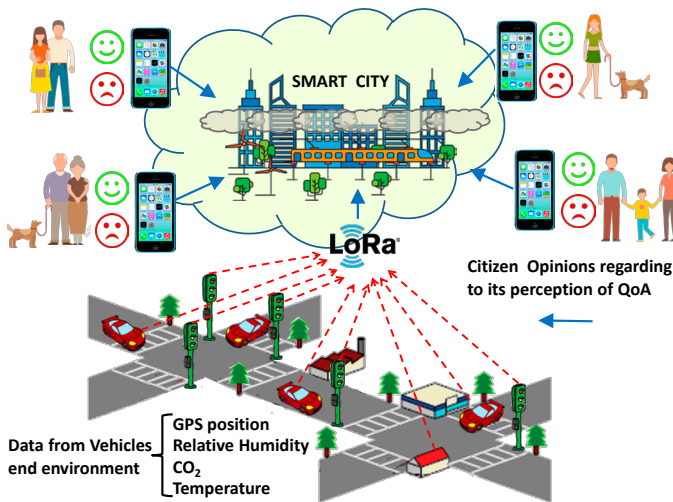 SMART CITY
LoRa
Citizen Opinions regarding
to its perception of QoA
Data from Vehicles
end environment
GPS position
Relative Humidity
CO₂
Temperature